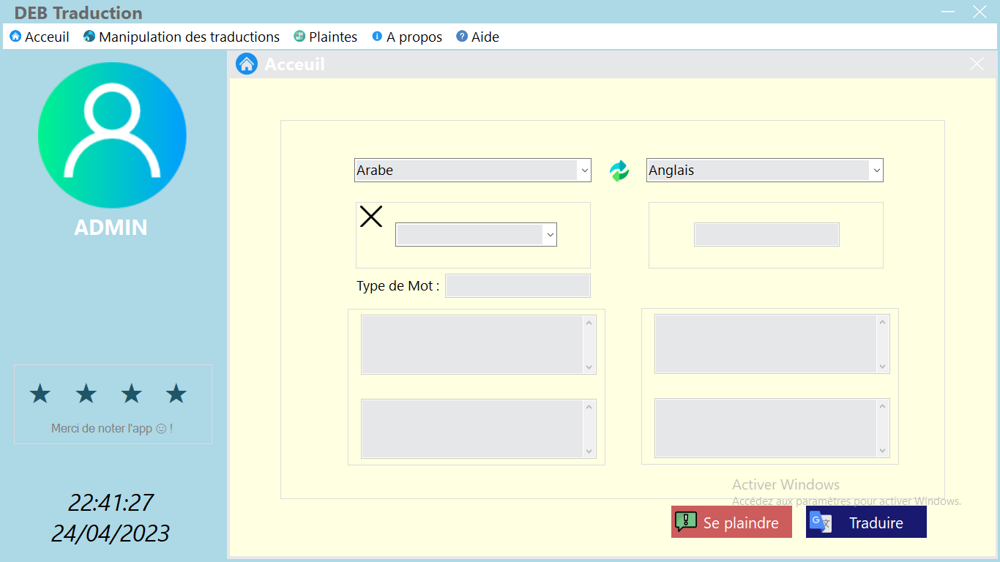 DEB Traduction
Acceuil Manipulation des traductions Plaintes A propos Aide
Acceuil
ADMIN
Arabe
Anglais
Type de Mot :
Merci de noter l'app ☺ !
22:41:27
24/04/2023
Activer Windows
Accédez aux paramètres pour activer Windows.
Se plaindre
Traduire